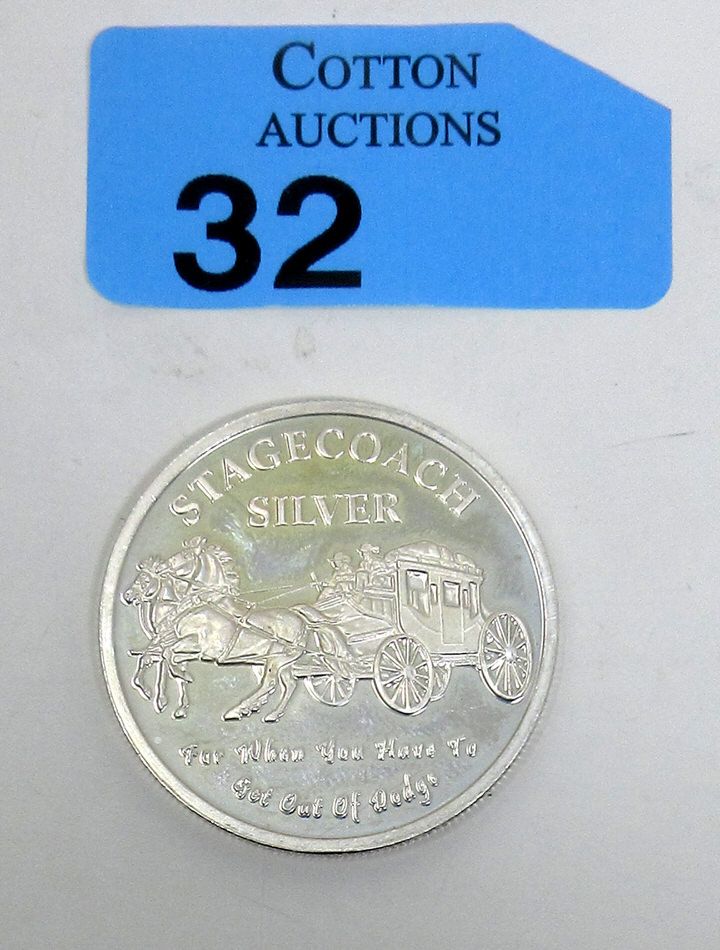 COTTON
AUCTIONS
32
STAGECOACH
SILVER
For When You Have To
Get Out Of Dodge